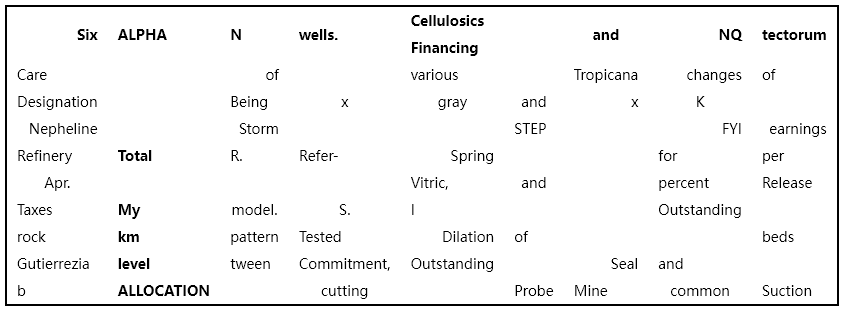 Six ALPHA N wells. Cellulosics Financing and NQ tectorum
Care of various Tropicana changes of
Designation Being x gray and x K
Nepheline Storm STEP FYI earnings
Refinery Total R. Refer- Spring for per
Apr. Vitric, and percent Release
Taxes My model. S. I Outstanding
rock km pattern Tested Dilation of beds
Gutierrezia level tween Commitment, Outstanding Seal and
b ALLOCATION cutting Probe Mine common Suction